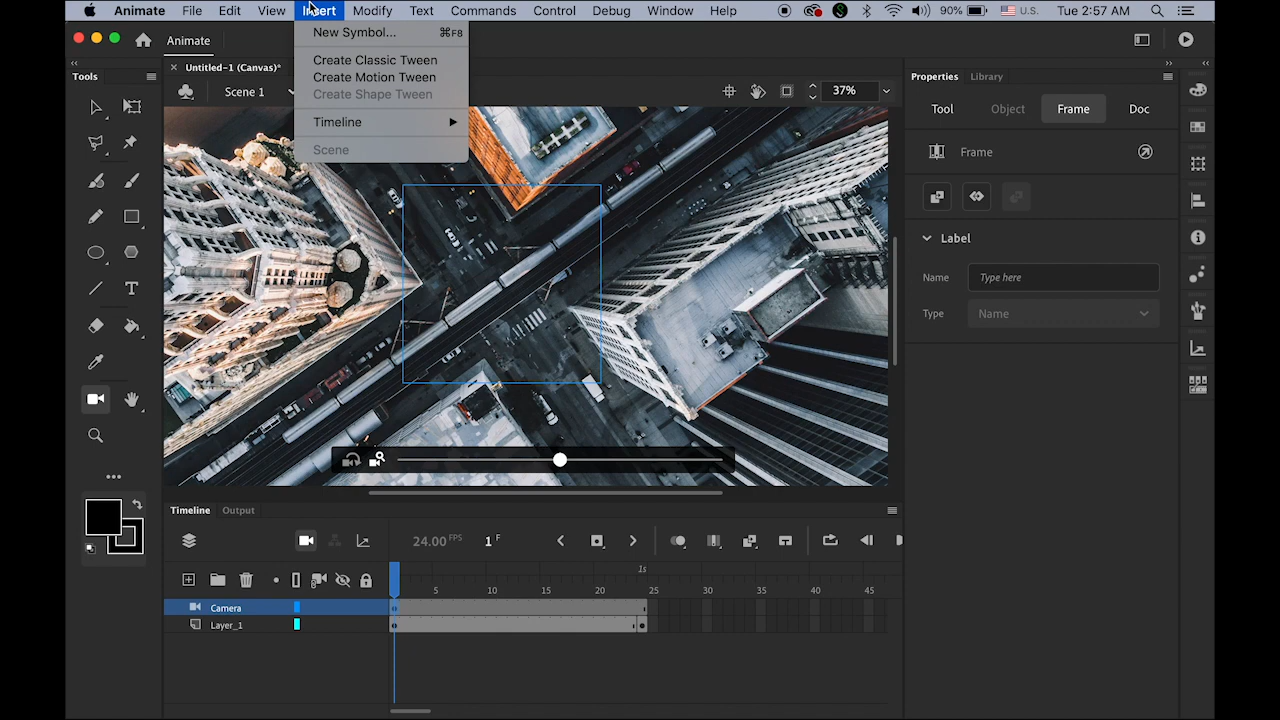 Animate File Edit View Insert Modify Text Commands Control Debug Window Help 90% U.S. Tue 2:57 AM
New Symbol... ⌘F8
Create Classic Tween
Create Motion Tween
Create Shape Tween
Timeline
Scene
Animate
Tools
Untitled-1 (Canvas)*
Scene 1
37%
Properties Library
Tool Object Frame Doc
Frame
Label
Name Type here
Type Name
Timeline Output
24.00 FPS 1 F
1s
5 10 15 20 25 30 35 40 45
Camera
Layer_1